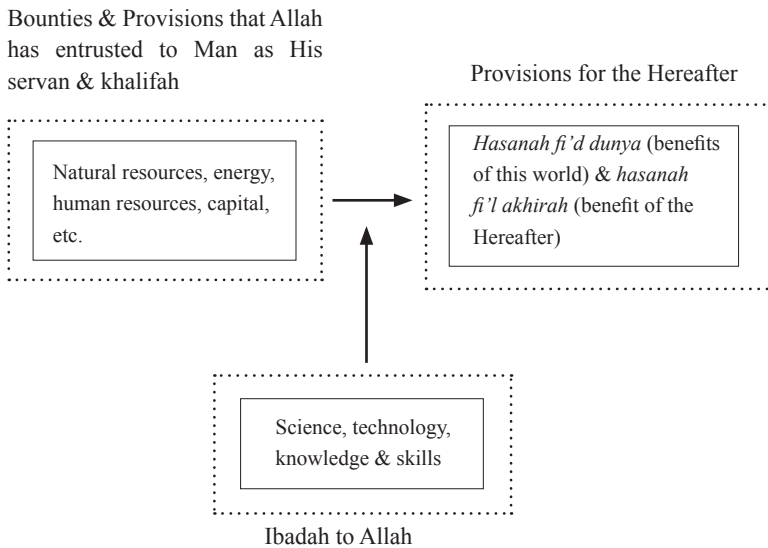 Bounties & Provisions that Allah
has entrusted to Man as His
servan & khalifah
Provisions for the Hereafter
Natural resources, energy,
human resources, capital,
etc.
Hasanah fi'd dunya (benefits
of this world) & hasanah
fi'l akhirah (benefit of the
Hereafter)
Science, technology,
knowledge & skills
Ibadah to Allah